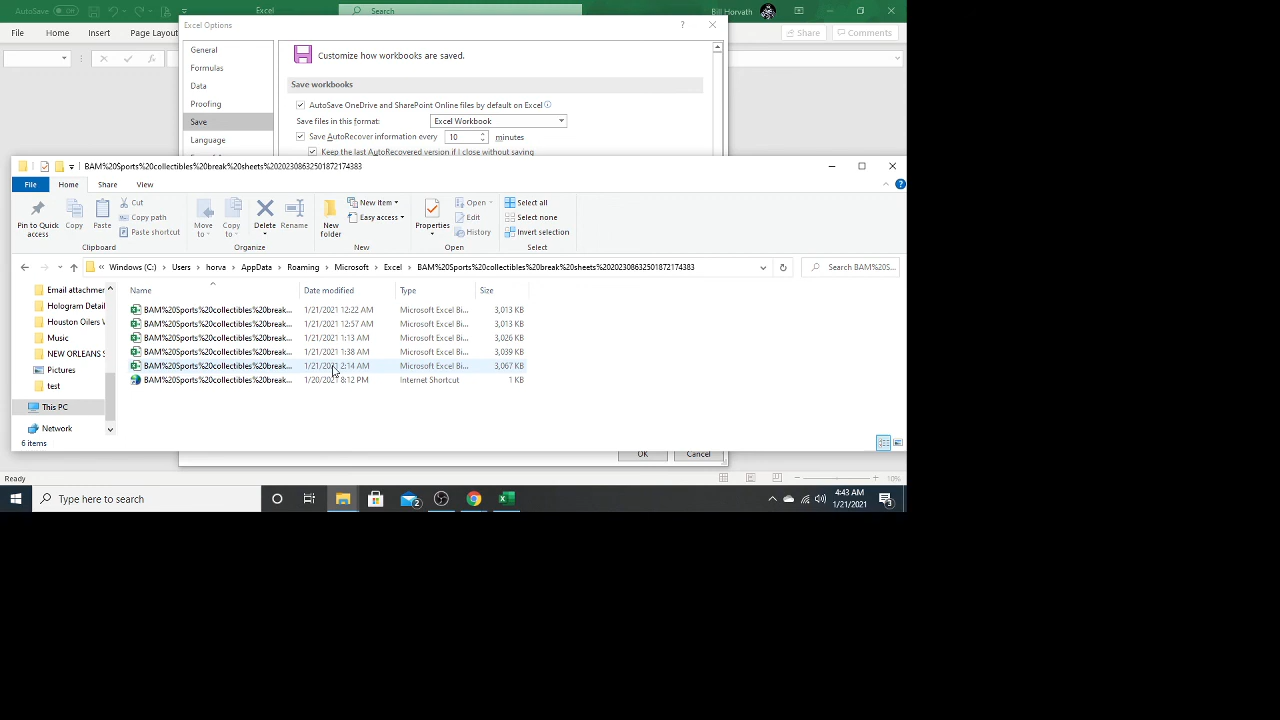 AutoSave Off Excel Search Bill Horvath
File Home Insert Page Layout Share Comments
Excel Options
General
Formulas
Data
Proofing
Save
Language
Customize how workbooks are saved.
Save workbooks
AutoSave OneDrive and SharePoint Online files by default on Excel
Save files in this format: Excel Workbook
Save AutoRecover information every 10 minutes
Keep the last AutoRecovered version if I close without saving
BAM%20Sports%20collectibles%20break%20sheets%202023086325018721​74383
File Home Share View
Pin to Quick access
Copy
Paste
Cut
Copy path
Paste shortcut
Clipboard
Move to
Copy to
Delete
Rename
Organize
New folder
New item
Easy access
New
Properties
Open
Edit
History
Open
Select all
Select none
Invert selection
Select
« Windows (C:) › Users › horva › AppData › Roaming › Microsoft › Excel › BAM%20Sports%20collectibles%20break%20sheets%20202308632501872174383
Search BAM%20S...
Email attachmer
Hologram Detail
Houston Oilers W
Music
NEW ORLEANS S
Pictures
test
This PC
Network
Name Date modified Type Size
BAM%20Sports%20collectibles%20break... 1/21/2021 12:22 AM Microsoft Excel Bi... 3,013 KB
BAM%20Sports%20collectibles%20break... 1/21/2021 12:57 AM Microsoft Excel Bi... 3,013 KB
BAM%20Sports%20collectibles%20break... 1/21/2021 1:13 AM Microsoft Excel Bi... 3,026 KB
BAM%20Sports%20collectibles%20break... 1/21/2021 1:38 AM Microsoft Excel Bi... 3,039 KB
BAM%20Sports%20collectibles%20break... 1/21/2021 2:14 AM Microsoft Excel Bi... 3,067 KB
BAM%20Sports%20collectibles%20break... 1/20/2021 8:12 PM Internet Shortcut 1 KB
6 items
OK Cancel
Ready 10%
Type here to search
2
4:43 AM
1/21/2021
3